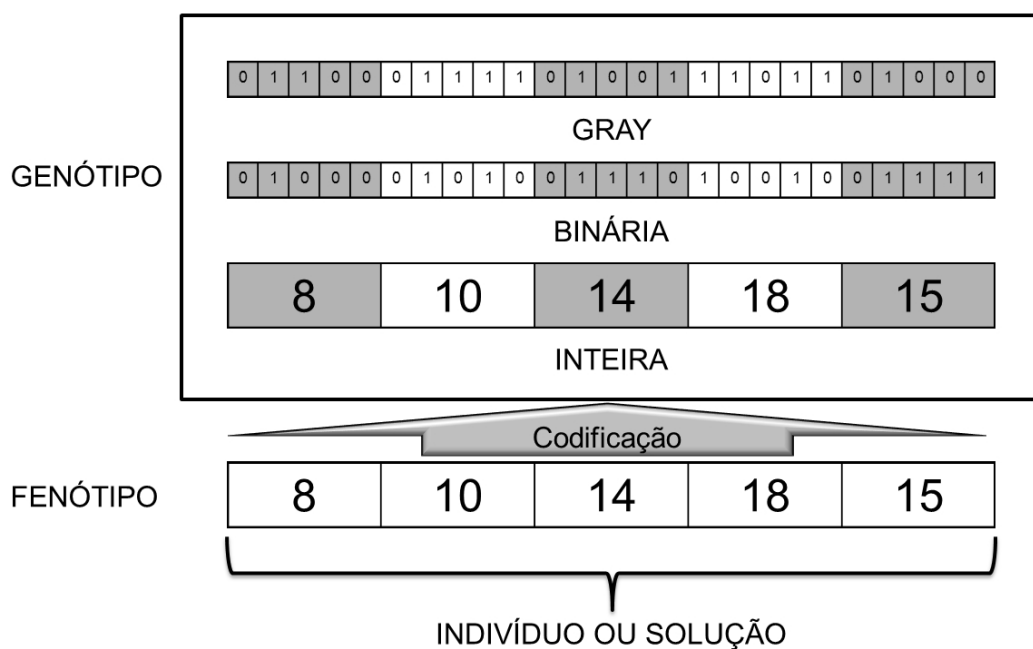 0 1 1 0 0 0 1 1 1 1 0 1 0 0 1 1 1 0 1 1 0 1 0 0 0
GRAY
GENÓTIPO
0 1 0 0 0 0 1 0 1 0 0 1 1 1 0 1 0 0 1 0 0 1 1 1 1
BINÁRIA
8 10 14 18 15
INTEIRA
Codificação
FENÓTIPO 8 10 14 18 15
INDIVÍDUO OU SOLUÇÃO